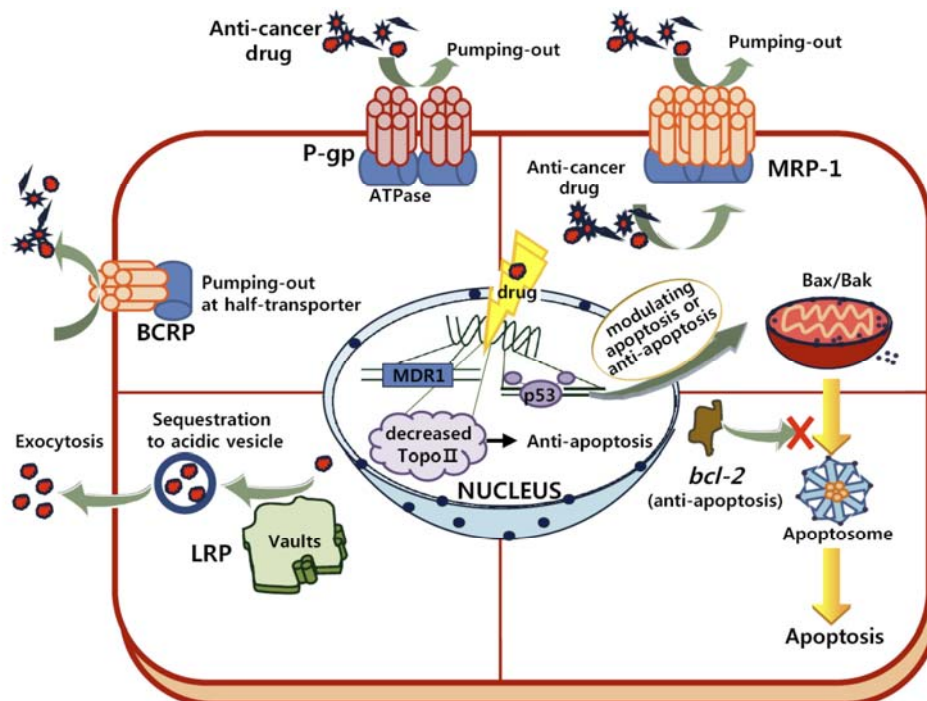 Anti-cancer
drug
Pumping-out
Pumping-out
P-gp
ATPase
MRP-1
Anti-cancer
drug
Pumping-out
at half-transporter
BCRP
drug
modulating
apoptosis or
anti-apoptosis
Bax/Bak
MDR1
p53
decreased
Topo II
Anti-apoptosis
NUCLEUS
Exocytosis
Sequestration
to acidic vesicle
LRP
Vaults
bcl-2
(anti-apoptosis)
Apoptosome
Apoptosis